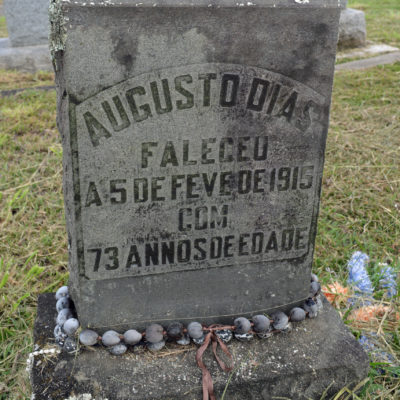 AUGUSTO DIAS
FALECEU
A 5 DE FEVE DE 1915
COM
73 ANNOS DE EDADE